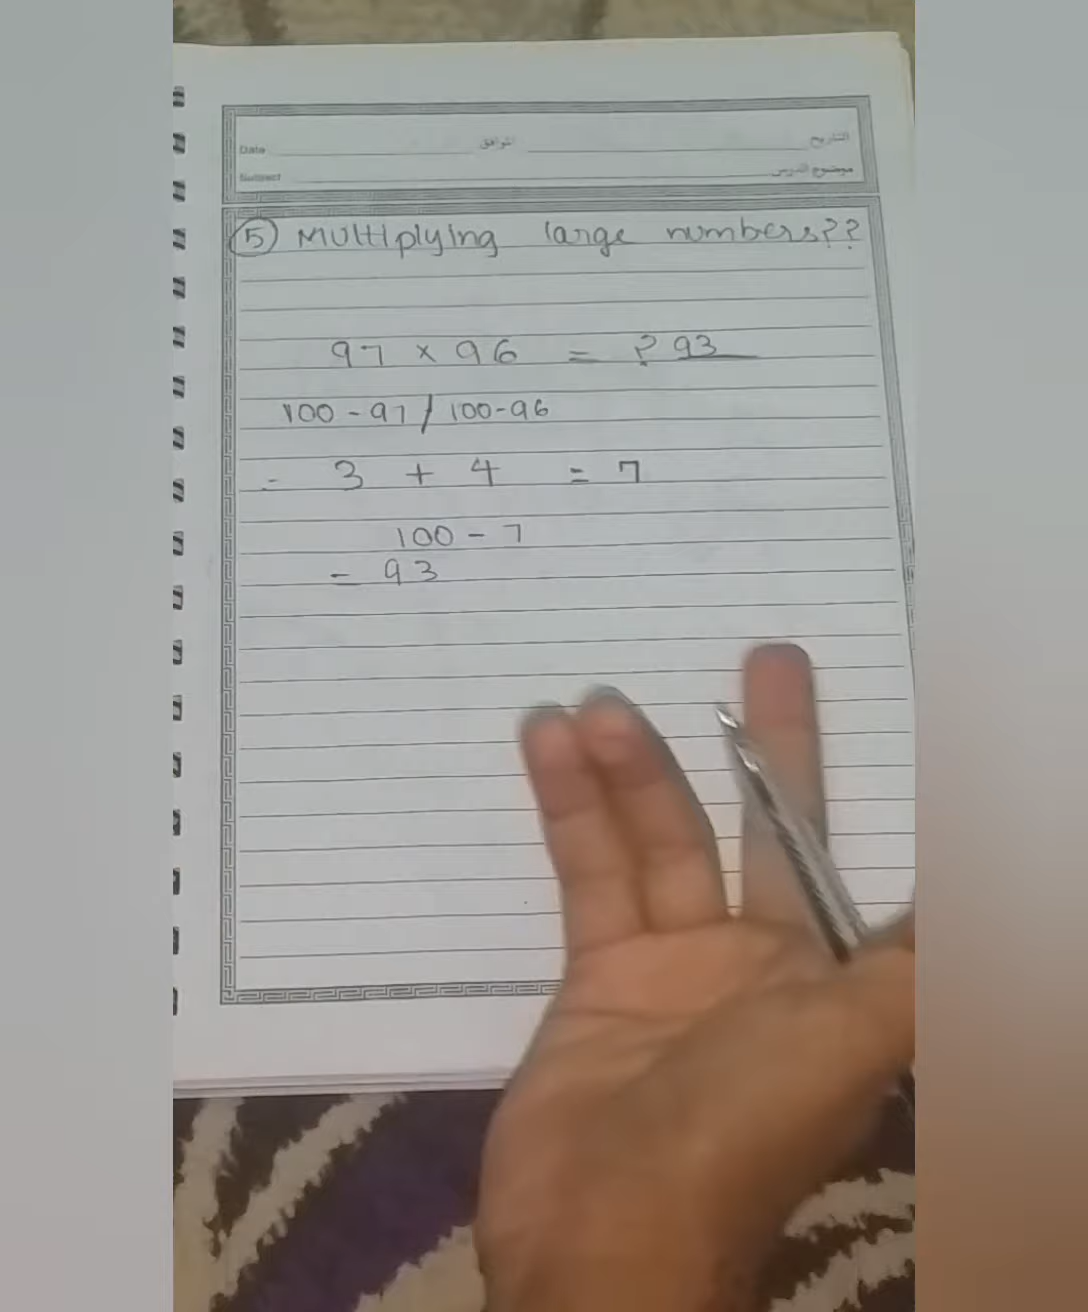 Date الموافق التاريخ
Subject موضوع الدرس
5 Multiplying large numbers??
97 × 96 = ? 93
100 - 97 / 100-96
- 3 + 4 = 7
100 - 7
= 93